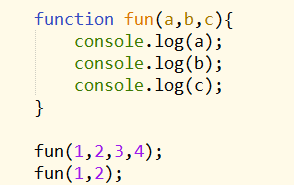 function fun(a,b,c){
    console.log(a);
    console.log(b);
    console.log(c);
}

fun(1,2,3,4);
fun(1,2);